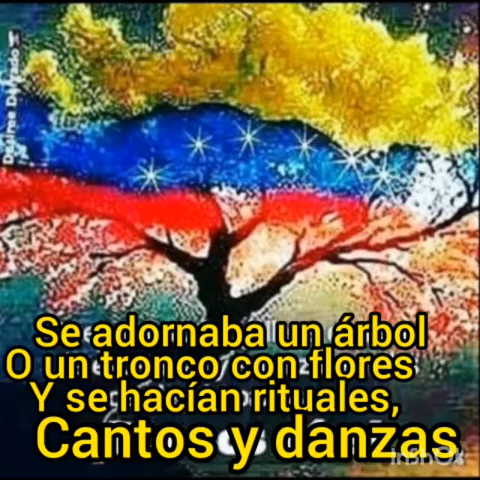 Se adornaba un árbol
O un tronco con flores
Y se hacían rituales,
Cantos y danzas